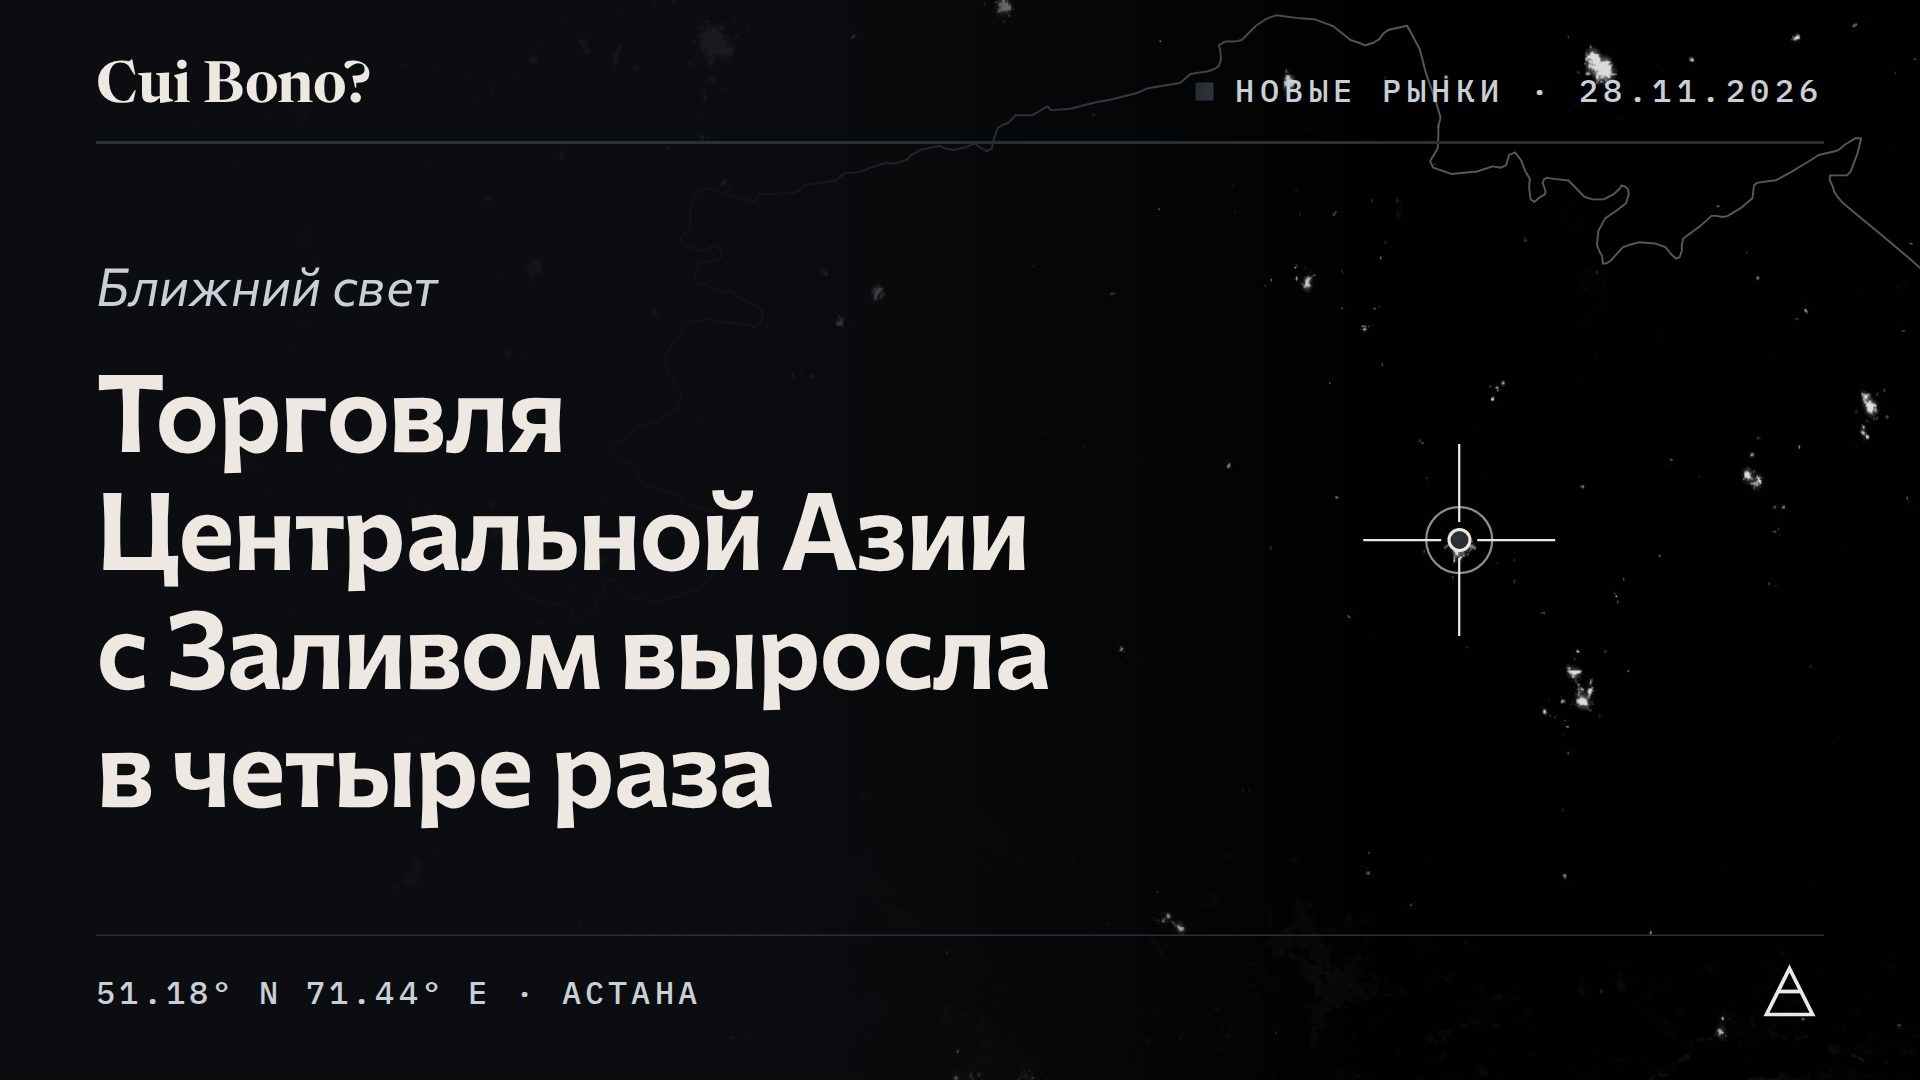 Cui Bono?
НОВЫЕ РЫНКИ · 28.11.2026
Ближний свет
Торговля
Центральной Азии
с Заливом выросла
в четыре раза
51.18° N 71.44° E · АСТАНА